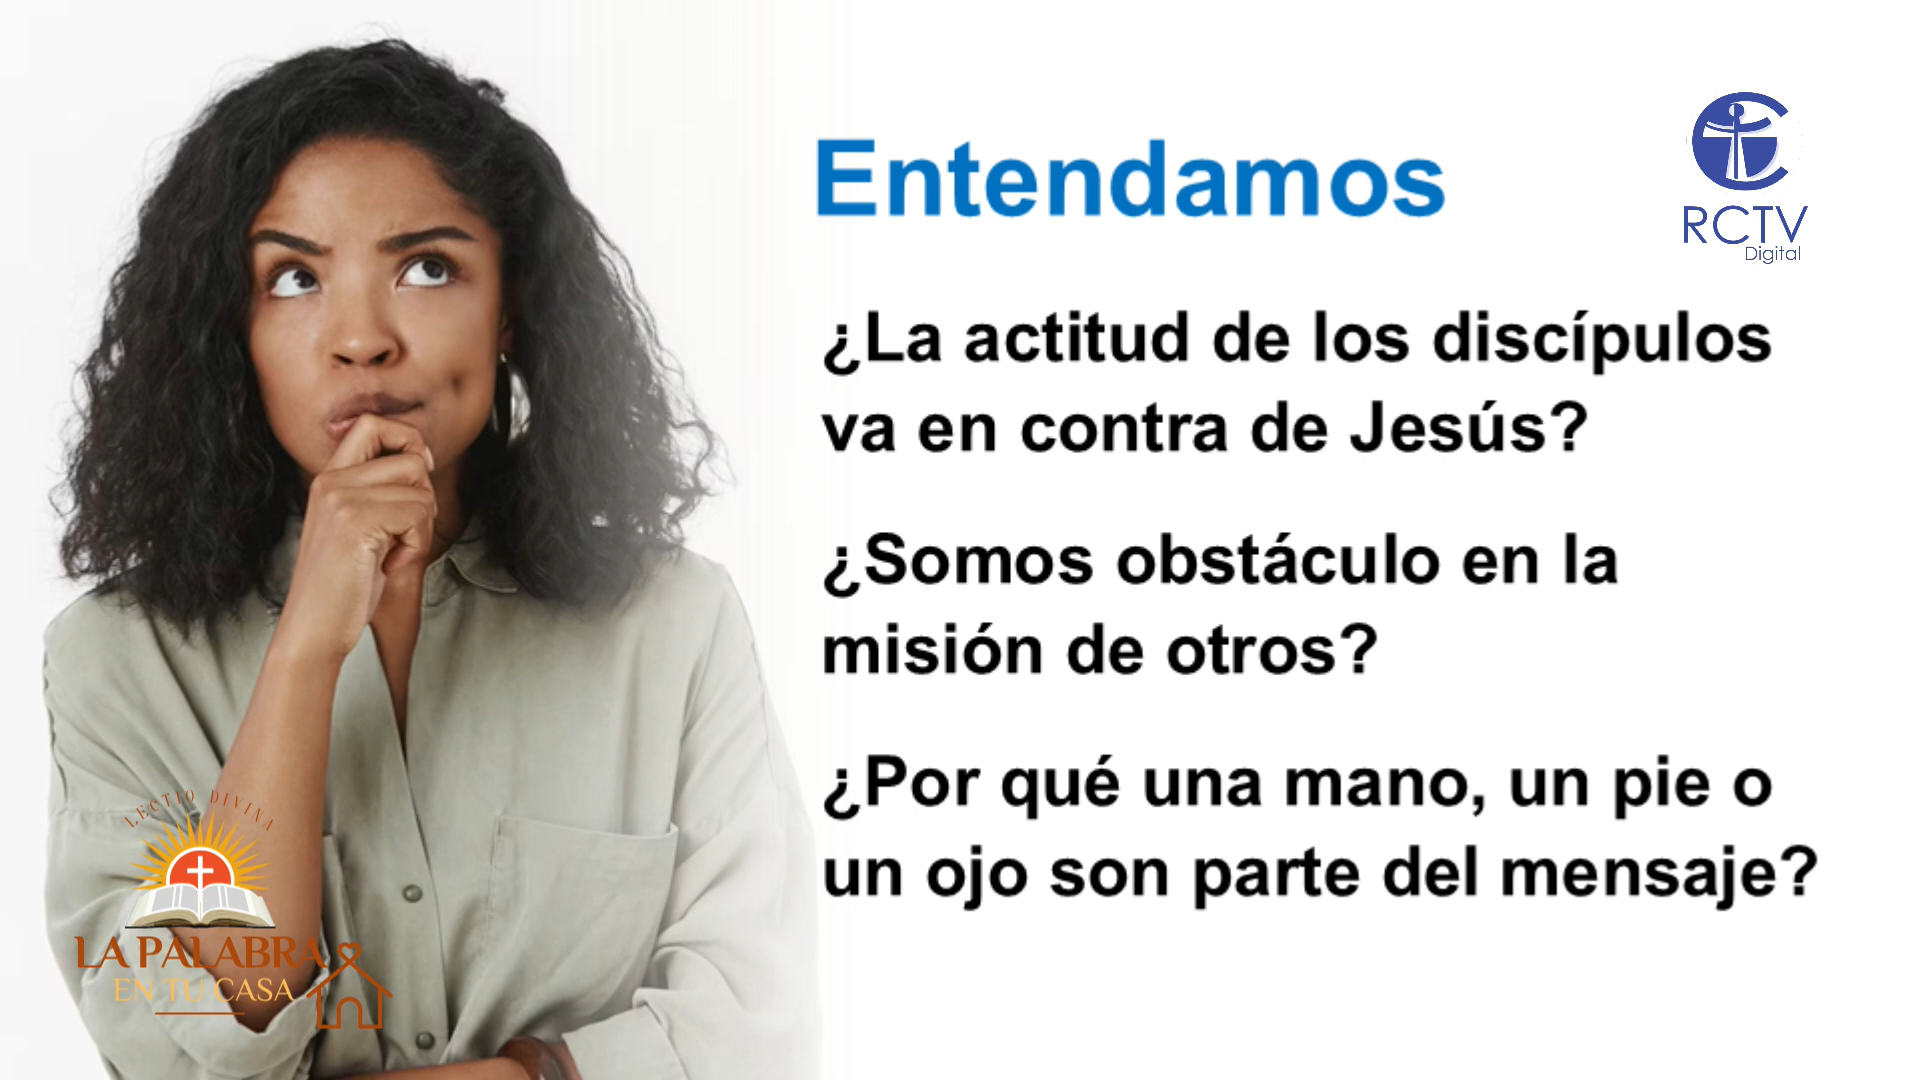 Entendamos
RCTV
Digital
¿La actitud de los discípulos
va en contra de Jesús?
¿Somos obstáculo en la
misión de otros?
¿Por qué una mano, un pie o
un ojo son parte del mensaje?
LECTIO DIVINA
LA PALABRA
EN TU CASA